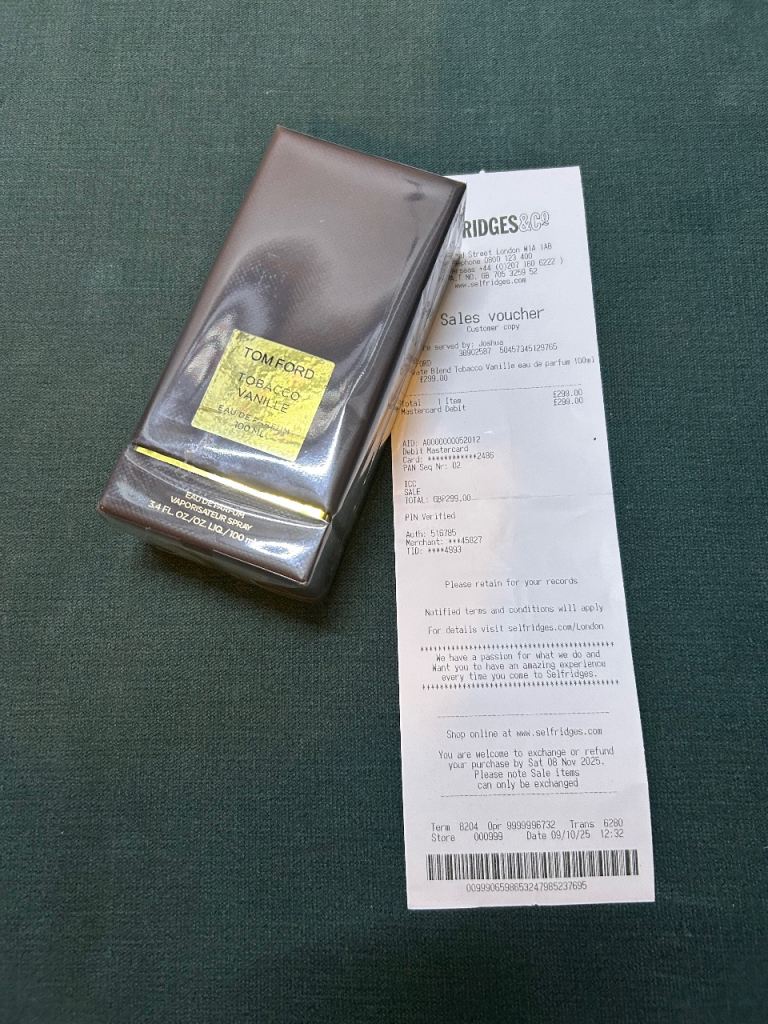 TOM FORD
TOBACCO
VANILLE
EAU DE PARFUM
100 ML
EAU DE PARFUM
VAPORISATEUR SPRAY
3.4 FL. OZ./OZ. LIQ./100 ml
RIDGES&Co
Street London W1A 1AB
0800 123 400
+44 (0)207 160 6222 )
NO. GB 705 3259 52
www.selfridges.com
Sales voucher
Customer copy
served by: Joshua
38902587 50457345129765
Blend Tobacco Vanille eau de parfum 100ml
£299.00
Total 1 Item £299.00
Mastercard Debit £299.00
AID: A0000000052012
Debit Mastercard
Card: ************2486
PAN Seq Nr: 02
ICC
SALE
TOTAL: GBP299.00
PIN Verified
Auth: 516785
Merchant: ***45827
TID: ****4993
Please retain for your records
Notified terms and conditions will apply
For details visit selfridges.com/London
We have a passion for what we do and
Want you to have an amazing experience
every time you come to Selfridges.
Shop online at www.selfridges.com
You are welcome to exchange or refund
your purchase by Sat 08 Nov 2025.
Please note Sale items
can only be exchanged
Term 8204 Opr 9999996732 Trans 6280
Store 000999 Date 09/10/25 12:32
0099906598653247985237695